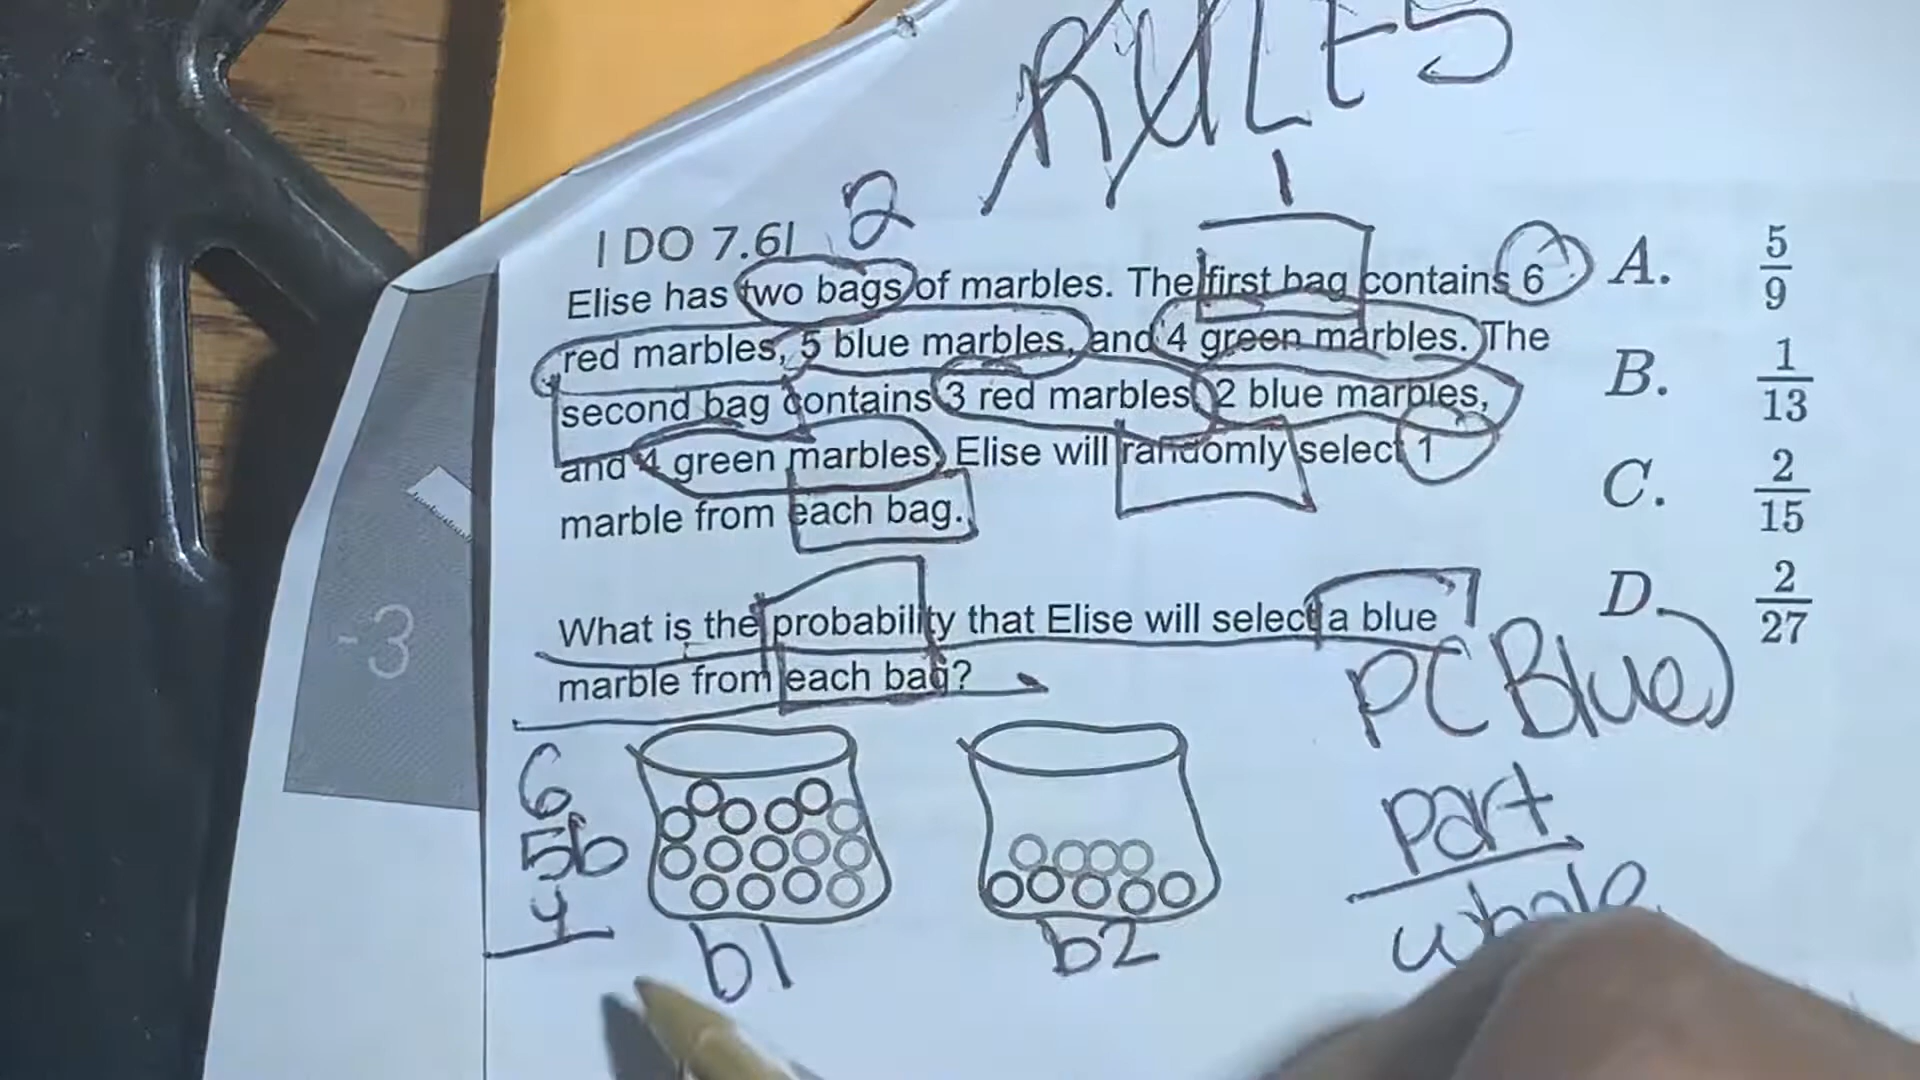 RULES
1
2
I DO 7.6I
Elise has two bags of marbles. The first bag contains 6
red marbles, 5 blue marbles, and 4 green marbles. The
second bag contains 3 red marbles, 2 blue marbles,
and 4 green marbles. Elise will randomly select 1
marble from each bag.
What is the probability that Elise will select a blue
marble from each bag?
A. 5/9
B. 1/13
C. 2/15
D. 2/27
P(Blue)
part
whole
6
5b
4
b1
b2
-3